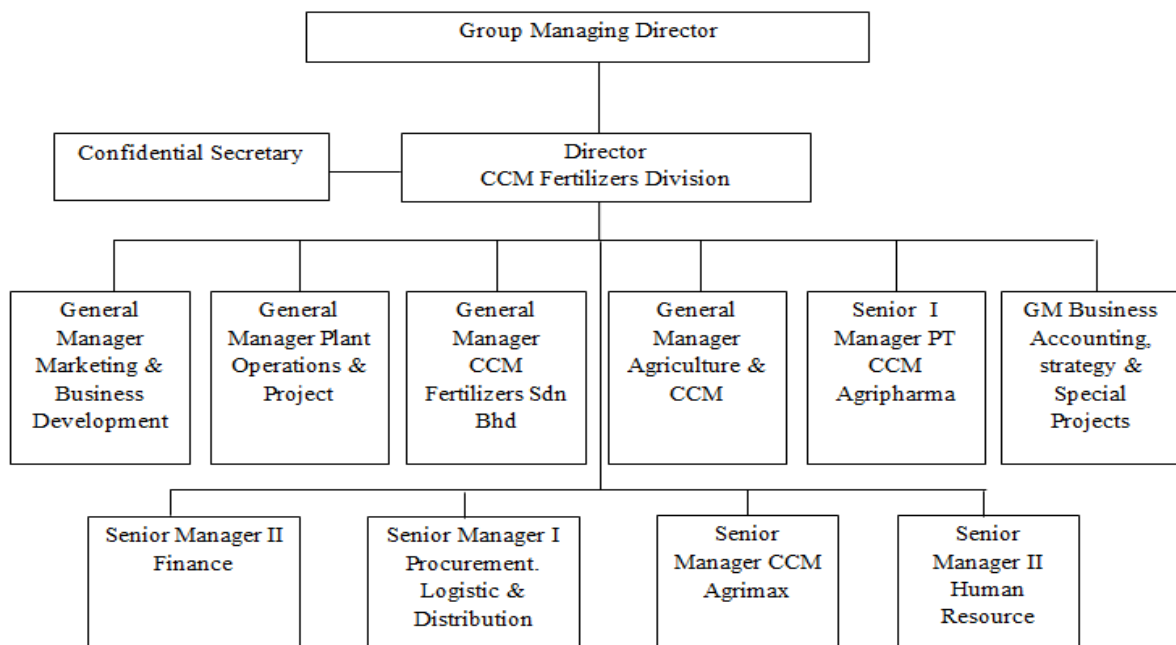 Group Managing Director
Confidential Secretary
Director
CCM Fertilizers Division
General
Manager
Marketing &
Business
Development
General
Manager Plant
Operations &
Project
General
Manager
CCM
Fertilizers Sdn
Bhd
General
Manager
Agriculture &
CCM
Senior I
Manager PT
CCM
Agripharma
GM Business
Accounting,
strategy &
Special
Projects
Senior Manager II
Finance
Senior Manager I
Procurement.
Logistic &
Distribution
Senior
Manager CCM
Agrimax
Senior
Manager II
Human
Resource